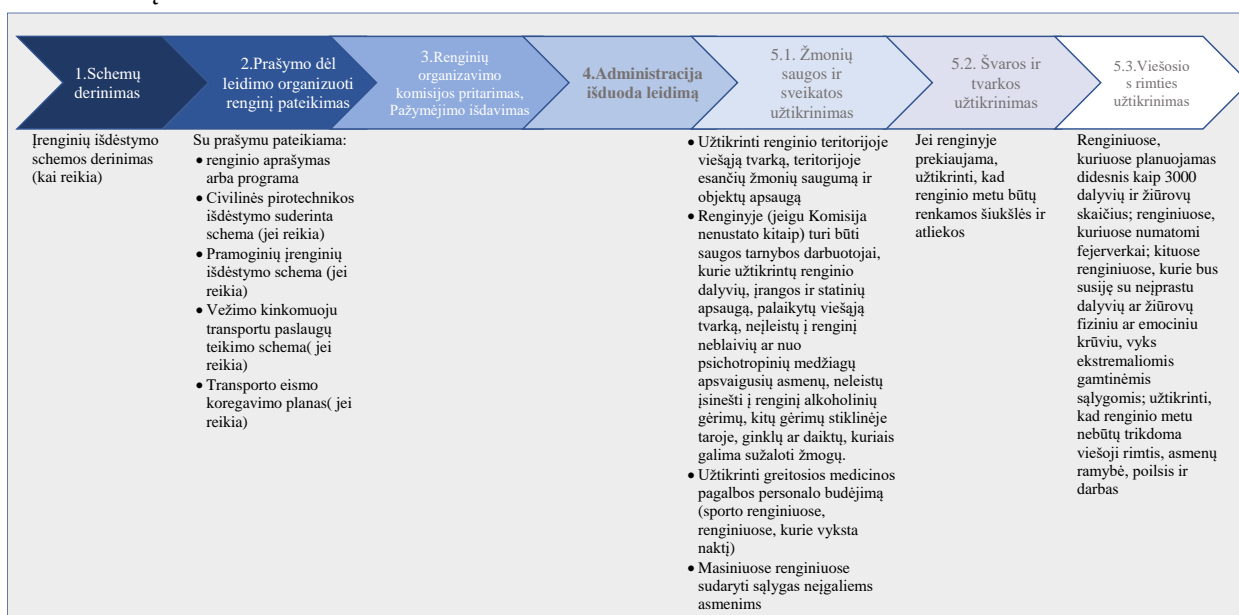 1.Schemų
derinimas
2.Prašymo dėl
leidimo organizuoti
renginį pateikimas
3.Renginių
organizavimo
komisijos pritarimas,
Pažymėjimo išdavimas
4.Administracija
išduoda leidimą
5.1. Žmonių
saugos ir
sveikatos
užtikrinimas
5.2. Švaros ir
tvarkos
užtikrinimas
5.3.Viešosio
s rimties
užtikrinimas
Įrenginių išdėstymo
schemos derinimas
(kai reikia)
Su prašymu pateikiama:
• renginio aprašymas
arba programa
• Civilinės pirotechnikos
išdėstymo suderinta
schema (jei reikia)
• Pramoginių įrenginių
išdėstymo schema (jei
reikia)
• Vežimo kinkomuoju
transportu paslaugų
teikimo schema( jei
reikia)
• Transporto eismo
koregavimo planas( jei
reikia)
• Užtikrinti renginio teritorijoje
viešąją tvarką, teritorijoje
esančių žmonių saugumą ir
objektų apsaugą
• Renginyje (jeigu Komisija
nenustato kitaip) turi būti
saugos tarnybos darbuotojai,
kurie užtikrintų renginio
dalyvių, įrangos ir statinių
apsaugą, palaikytų viešąją
tvarką, neįleistų į renginį
neblaivių ar nuo
psichotropinių medžiagų
apsvaigusių asmenų, neleistų
įsinešti į renginį alkoholinių
gėrimų, kitų gėrimų stiklinėje
taroje, ginklų ar daiktų, kuriais
galima sužaloti žmogų.
• Užtikrinti greitosios medicinos
pagalbos personalo budėjimą
(sporto renginiuose,
renginiuose, kurie vyksta
naktį)
• Masiniuose renginiuose
sudaryti sąlygas neįgaliems
asmenims
Jei renginyje
prekiaujama,
užtikrinti, kad
renginio metu būtų
renkamos šiukšlės ir
atliekos
Renginiuose,
kuriuose planuojamas
didesnis kaip 3000
dalyvių ir žiūrovų
skaičius; renginiuose,
kuriuose numatomi
fejerverkai; kituose
renginiuose, kurie bus
susiję su neįprastu
dalyvių ar žiūrovų
fiziniu ar emociniu
krūviu, vyks
ekstremaliomis
gamtinėmis
sąlygomis; užtikrinti,
kad renginio metu
nebūtų trikdoma
viešoji rimtis, asmenų
ramybė, poilsis ir
darbas